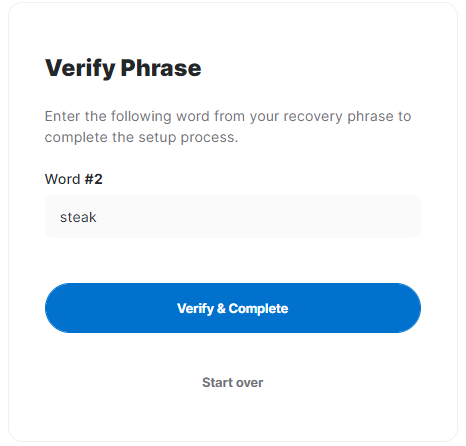 Verify Phrase
Enter the following word from your recovery phrase to
complete the setup process.
Word #2
steak
Verify & Complete
Start over